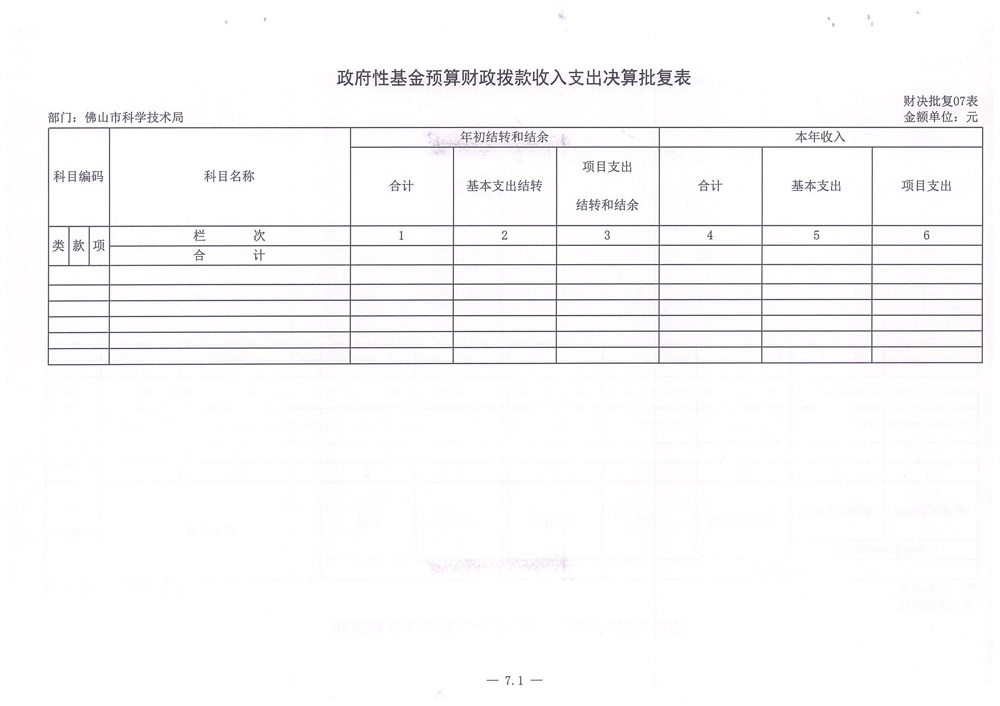 政府性基金预算财政拨款收入支出决算批复表
财决批复07表
部门：佛山市科学技术局
金额单位：元
科目编码 科目名称 年初结转和结余 本年收入
合计 基本支出结转 项目支出 合计 基本支出 项目支出
结转和结余
类 款 项 栏 次 1 2 3 4 5 6
合 计
— 7.1 —